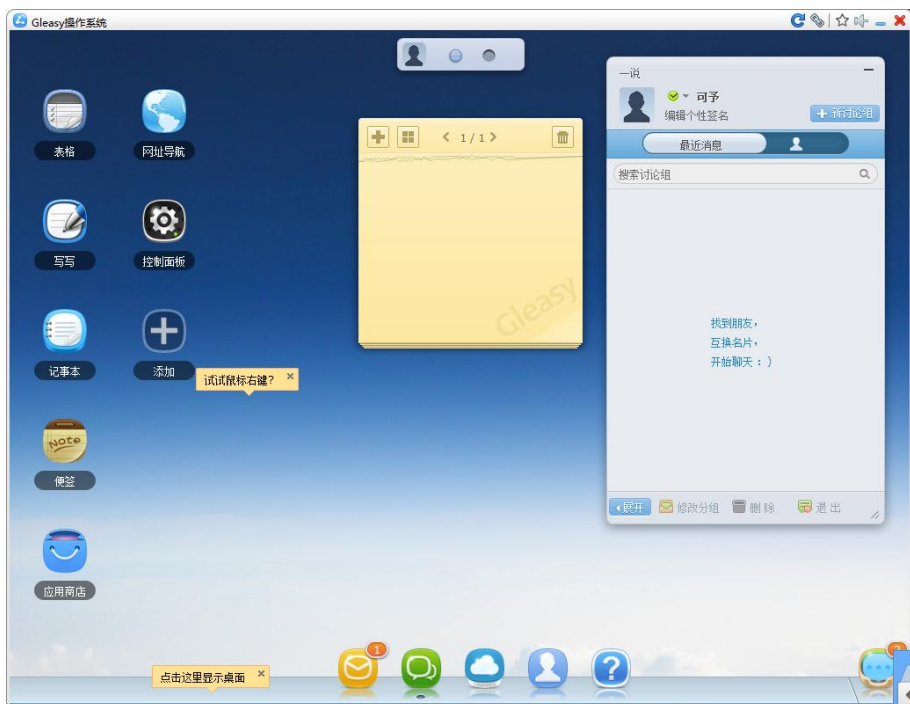 Gleasy操作系统
一说
可予
编辑个性签名
新讨论组
最近消息
搜索讨论组
表格
网址导航
1/1
写写
控制面板
Gleasy
记事本
添加
试试鼠标右键?
找到朋友,
互换名片,
开始聊天:)
Note
便签
展开 修改分组 删除 退出
应用商店
点击这里显示桌面
1
?